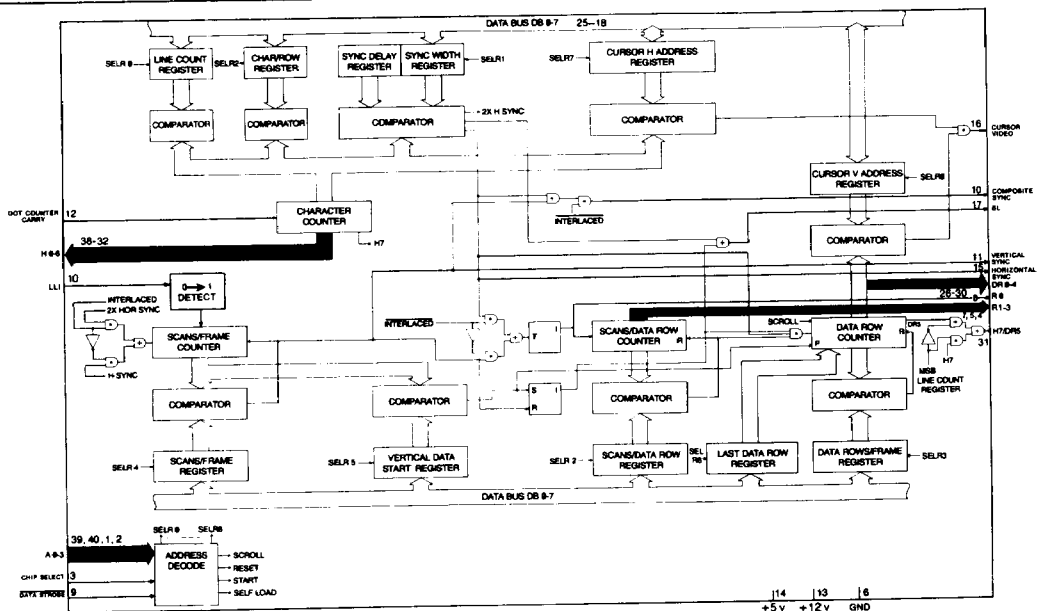 DATA BUS DB 0-7 25-18
SELR 0
LINE COUNT
REGISTER
SELR2
CHAR/ROW
REGISTER
SYNC DELAY
REGISTER
SYNC WIDTH
REGISTER
SELR1
SELR7
CURSOR H ADDRESS
REGISTER
COMPARATOR
COMPARATOR
COMPARATOR
2X H SYNC
COMPARATOR
16
CURSOR
VIDEO
CURSOR V ADDRESS
REGISTER
SELR8
10
COMPOSITE
SYNC
17
BL
DOT COUNTER
CARRY
12
CHARACTER
COUNTER
H7
INTERLACED
COMPARATOR
H 0-6
38-32
11
VERTICAL
SYNC
15
HORIZONTAL
SYNC
DR 0-4
26-30
R 0
R1-3
LLI
10
0 → 1
DETECT
INTERLACED
2X HOR SYNC
H SYNC
SCANS/FRAME
COUNTER
INTERLACED
T
SCANS/DATA ROW
COUNTER
R
SCROLL
P
DATA ROW
COUNTER
R
DR5
7, 5, 4
H7/DR5
31
H7
MSB
LINE COUNT
REGISTER
COMPARATOR
COMPARATOR
S
R
COMPARATOR
COMPARATOR
SELR 4
SCANS/FRAME
REGISTER
SELR 5
VERTICAL DATA
START REGISTER
SELR 2
SCANS/DATA ROW
REGISTER
SEL
R6
LAST DATA ROW
REGISTER
DATA ROWS/FRAME
REGISTER
SELR3
DATA BUS DB 0-7
SELR 0
SELR8
A 0-3
39, 40, 1, 2
ADDRESS
DECODE
SCROLL
RESET
START
SELF LOAD
CHIP SELECT
3
DATA STROBE
9
14
+5 v
13
+12 v
6
GND